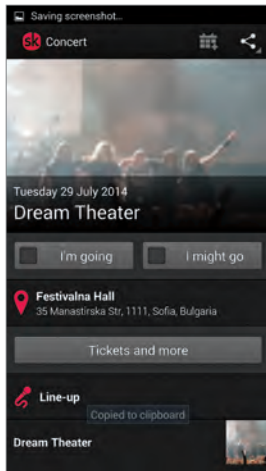 Saving screenshot...
sk Concert
Tuesday 29 July 2014
Dream Theater
I'm going
I might go
Festivalna Hall
35 Manastirska Str, 1111, Sofia, Bulgaria
Tickets and more
Line-up
Copied to clipboard
Dream Theater